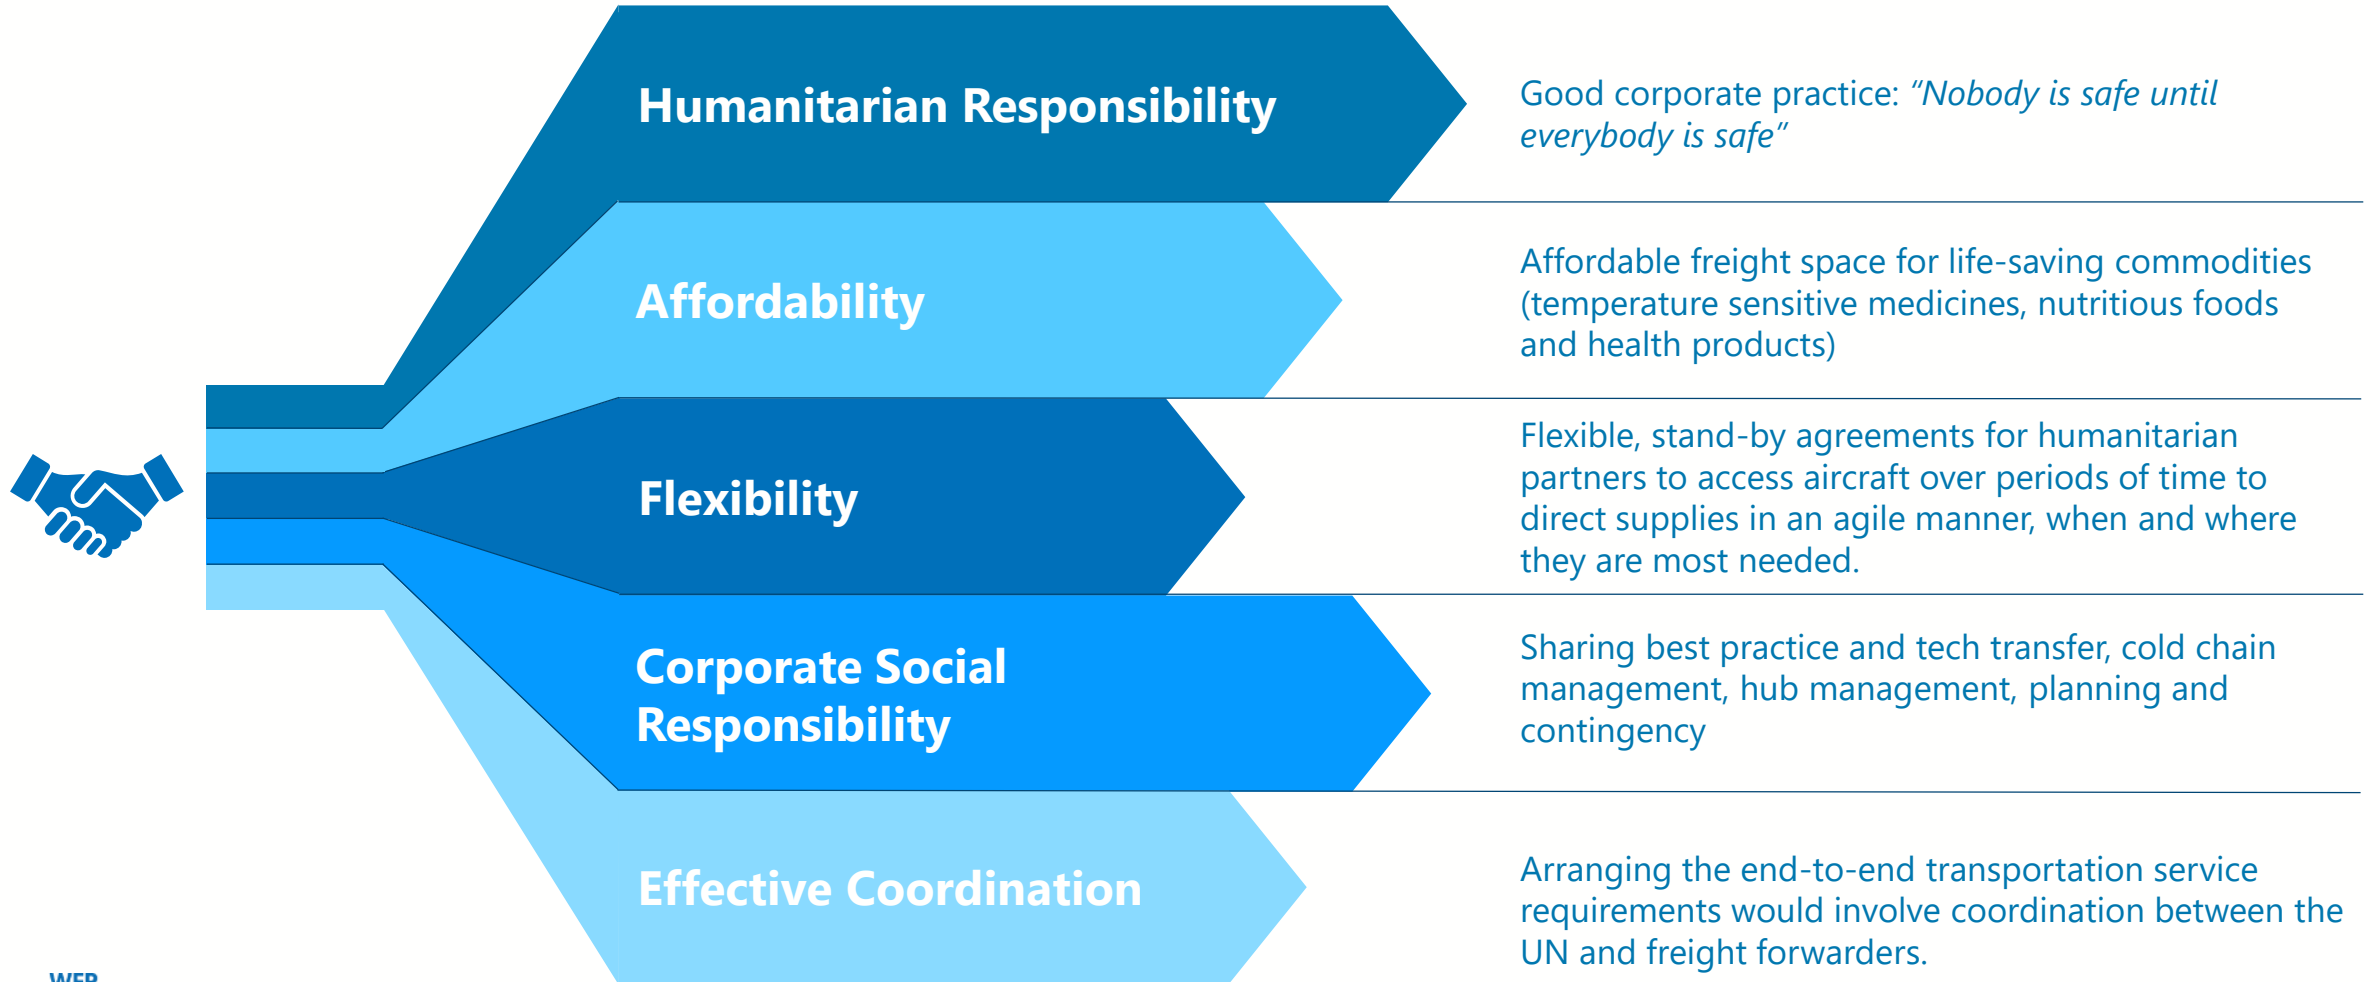 Humanitarian Responsibility
Good corporate practice: “Nobody is safe until
everybody is safe”
Affordability
Affordable freight space for life-saving commodities
(temperature sensitive medicines, nutritious foods
and health products)
Flexibility
Flexible, stand-by agreements for humanitarian
partners to access aircraft over periods of time to
direct supplies in an agile manner, when and where
they are most needed.
Corporate Social
Responsibility
Sharing best practice and tech transfer, cold chain
management, hub management, planning and
contingency
Effective Coordination
Arranging the end-to-end transportation service
requirements would involve coordination between the
UN and freight forwarders.